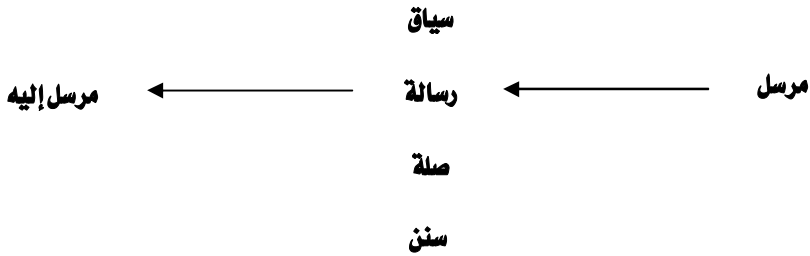 سياق
مرسل
رسالة
مرسل إليه
صلة
سنن